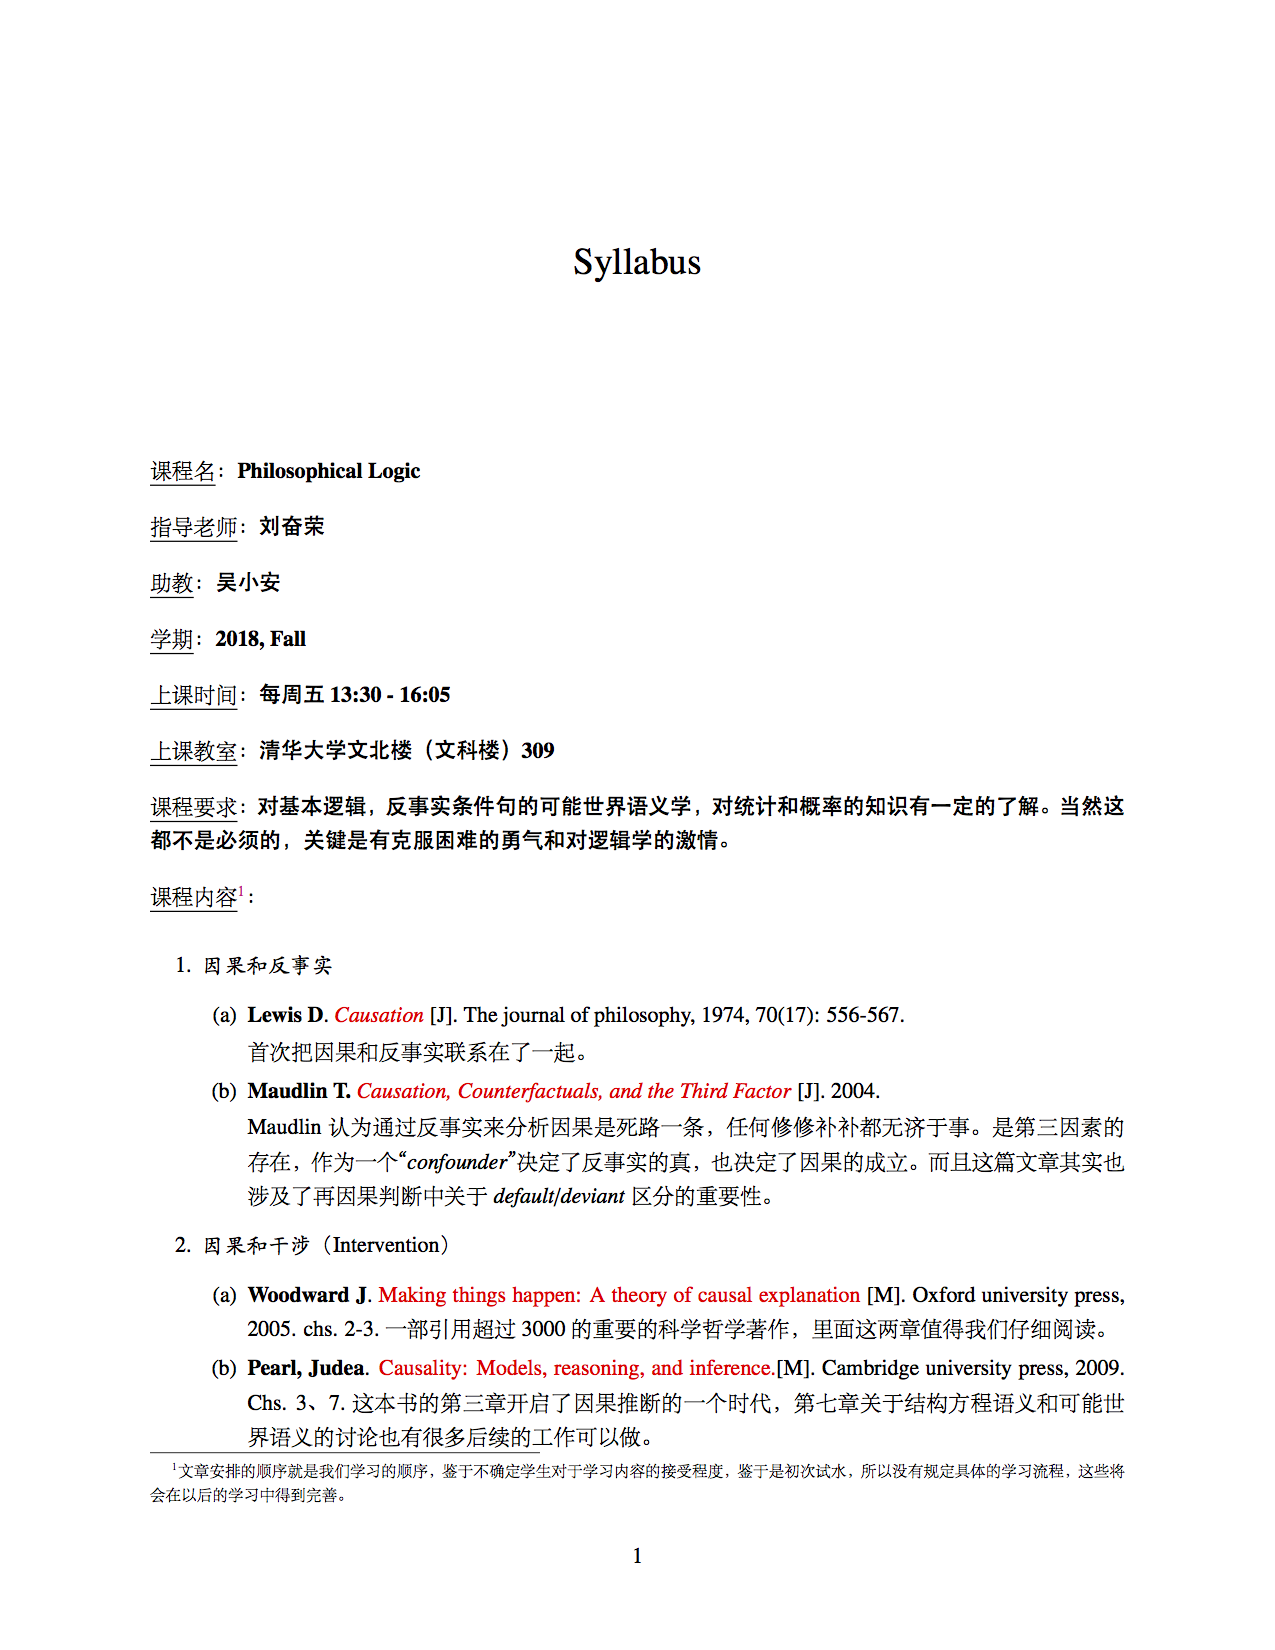 Syllabus
课程名：Philosophical Logic
指导老师：刘奋荣
助教：吴小安
学期：2018, Fall
上课时间：每周五 13:30 - 16:05
上课教室：清华大学文北楼（文科楼）309
课程要求：对基本逻辑，反事实条件句的可能世界语义学，对统计和概率的知识有一定的了解。当然这
都不是必须的，关键是有克服困难的勇气和对逻辑学的激情。
课程内容1：
1. 因果和反事实
(a) Lewis D. Causation [J]. The journal of philosophy, 1974, 70(17): 556-567.
首次把因果和反事实联系在了一起。
(b) Maudlin T. Causation, Counterfactuals, and the Third Factor [J]. 2004.
Maudlin 认为通过反事实来分析因果是死路一条，任何修修补补都无济于事。是第三因素的
存在，作为一个“confounder”决定了反事实的真，也决定了因果的成立。而且这篇文章其实也
涉及了再因果判断中关于 default/deviant 区分的重要性。
2. 因果和干涉（Intervention）
(a) Woodward J. Making things happen: A theory of causal explanation [M]. Oxford university press,
2005. chs. 2-3. 一部引用超过 3000 的重要的科学哲学著作，里面这两章值得我们仔细阅读。
(b) Pearl, Judea. Causality: Models, reasoning, and inference.[M]. Cambridge university press, 2009.
Chs. 3、7. 这本书的第三章开启了因果推断的一个时代，第七章关于结构方程语义和可能世
界语义的讨论也有很多后续的工作可以做。
1文章安排的顺序就是我们学习的顺序，鉴于不确定学生对于学习内容的接受程度，鉴于是初次试水，所以没有规定具体的学习流程，这些将
会在以后的学习中得到完善。
1